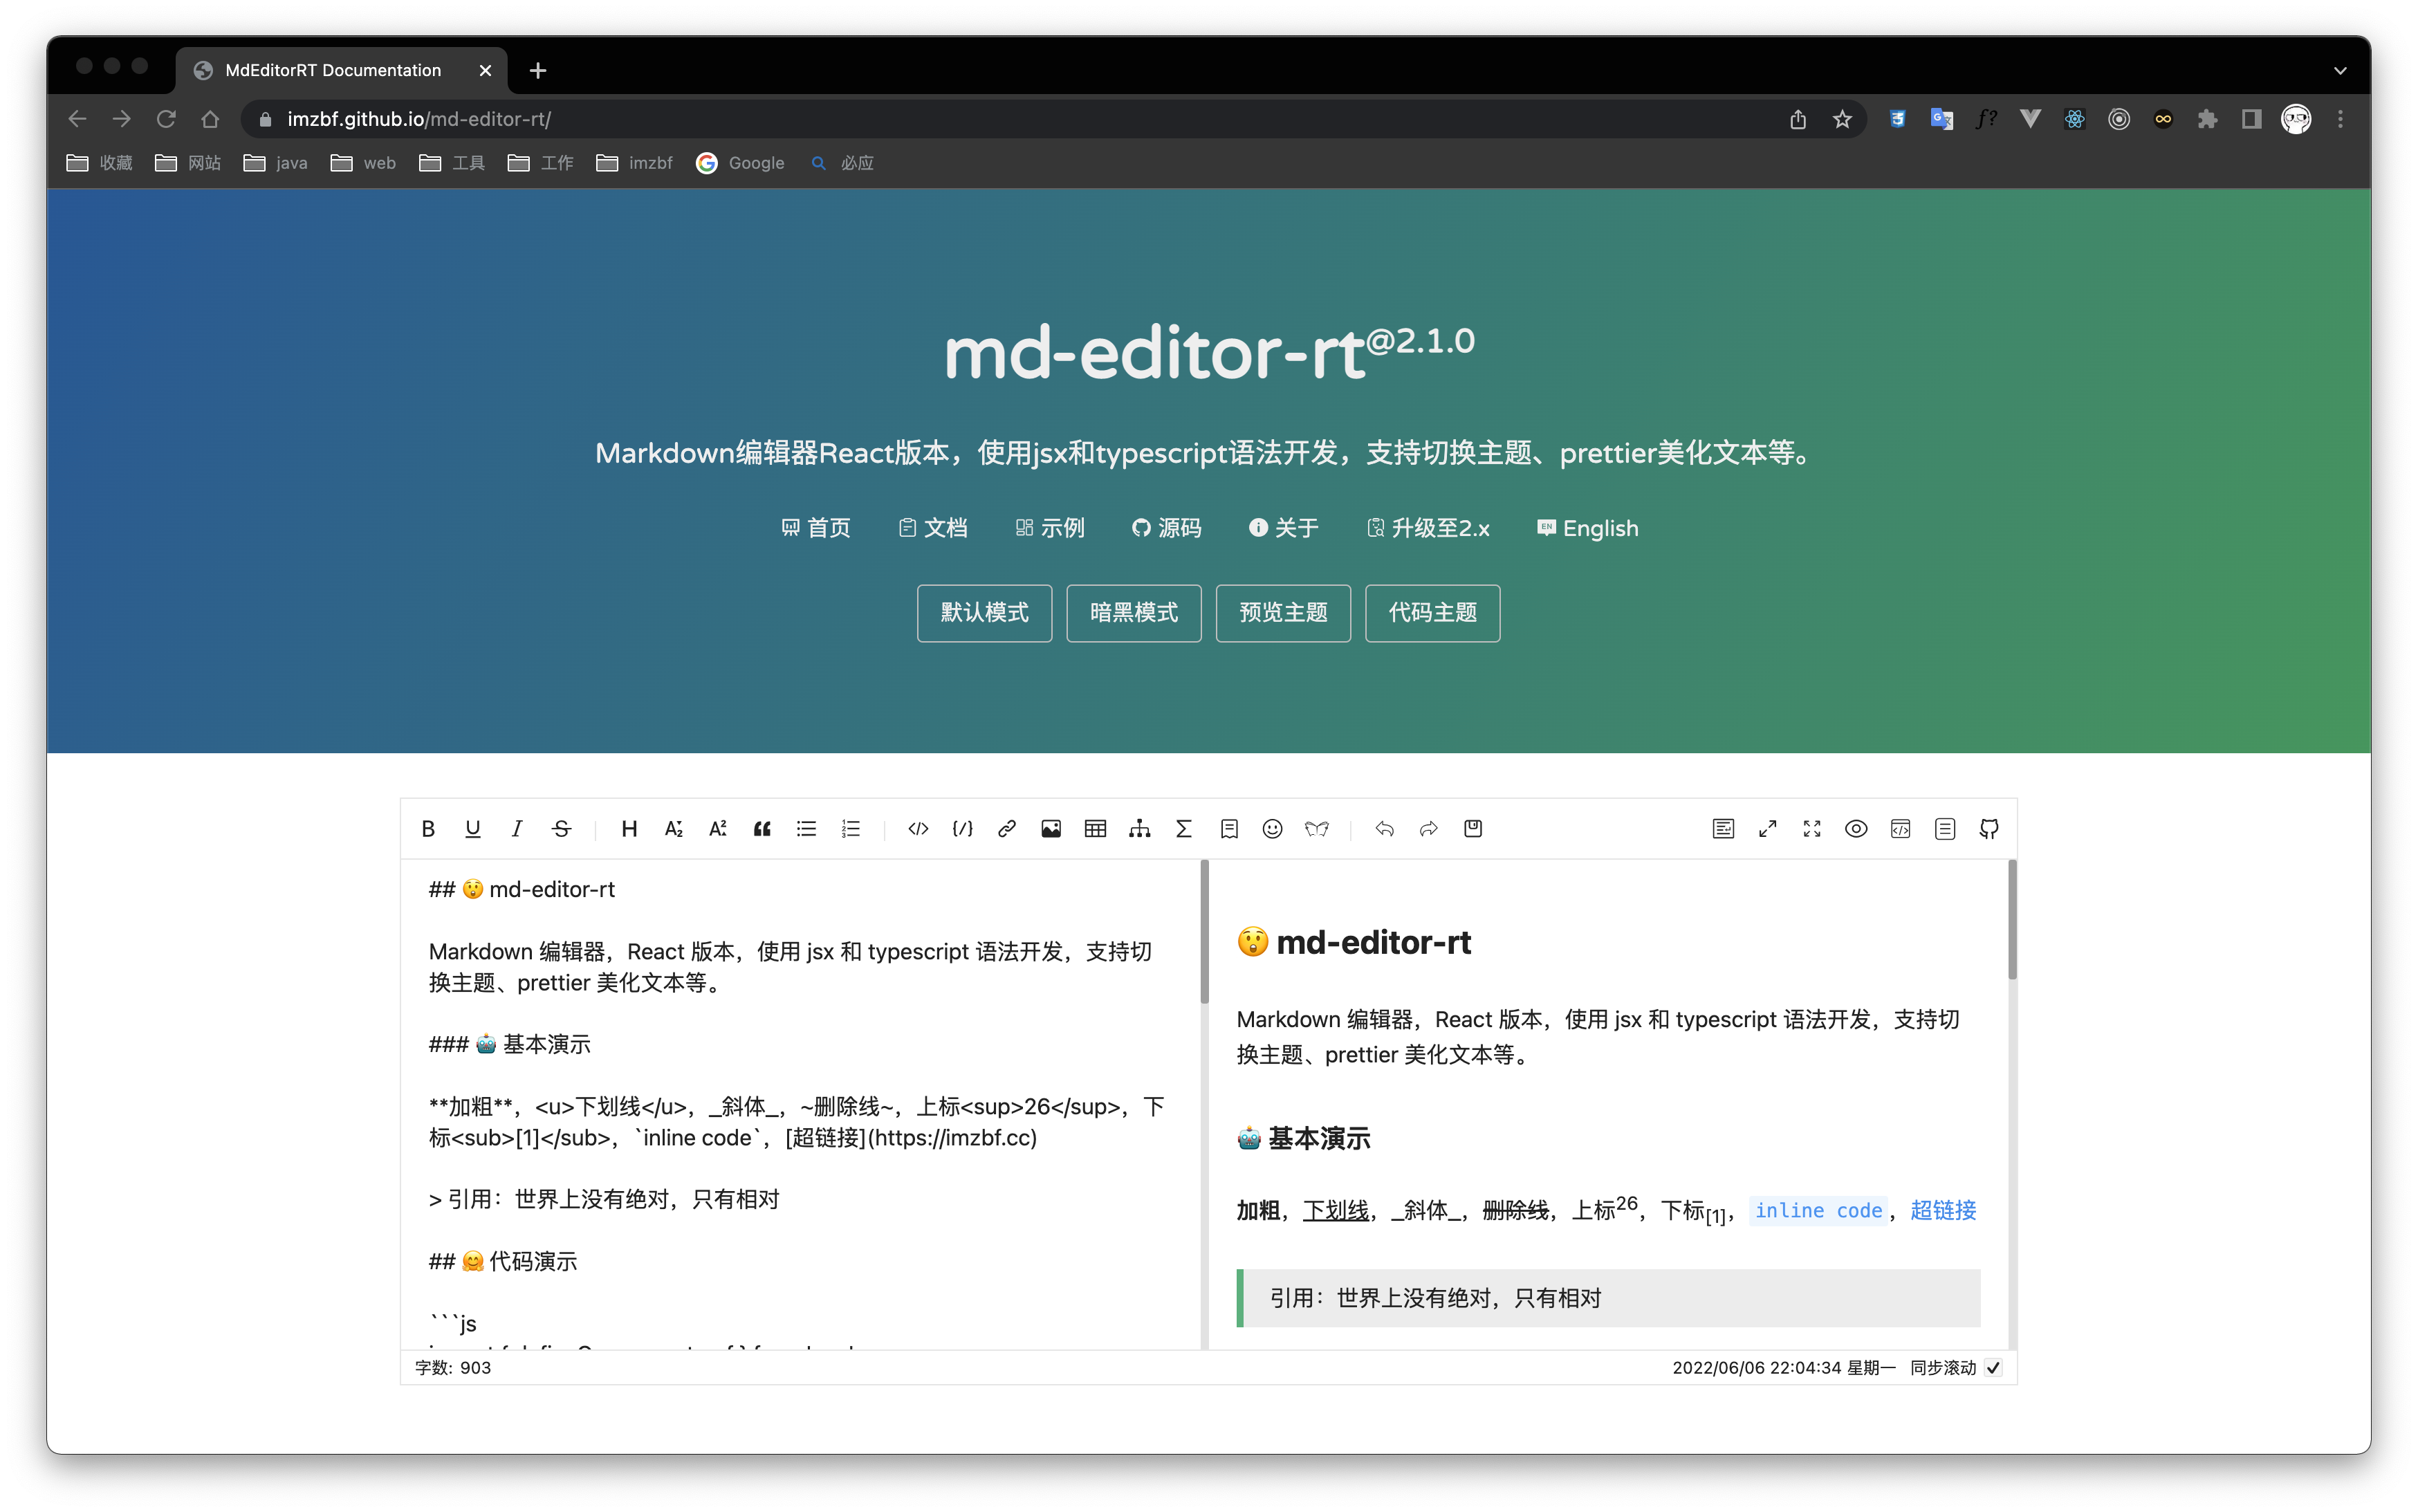 MdEditorRT Documentation
imzbf.github.io/md-editor-rt/
收藏 网站 java web 工具 工作 imzbf Google 必应
md-editor-rt@2.1.0
Markdown编辑器React版本，使用jsx和typescript语法开发，支持切换主题、prettier美化文本等。
首页 文档 示例 源码 关于 升级至2.x EN English
默认模式 暗黑模式 预览主题 代码主题
## 😲 md-editor-rt
Markdown 编辑器，React 版本，使用 jsx 和 typescript 语法开发，支持切
换主题、prettier 美化文本等。
### 🤖 基本演示
**加粗**，<u>下划线</u>，_斜体_，~删除线~，上标<sup>26</sup>，下
标<sub>[1]</sub>，`inline code`，[超链接](https://imzbf.cc)
> 引用：世界上没有绝对，只有相对
## 🤗 代码演示
```js
😲 md-editor-rt
Markdown 编辑器，React 版本，使用 jsx 和 typescript 语法开发，支持切
换主题、prettier 美化文本等。
🤖 基本演示
加粗，下划线，_斜体_，删除线，上标26，下标[1]，inline code，超链接
引用：世界上没有绝对，只有相对
字数: 903
2022/06/06 22:04:34 星期一 同步滚动